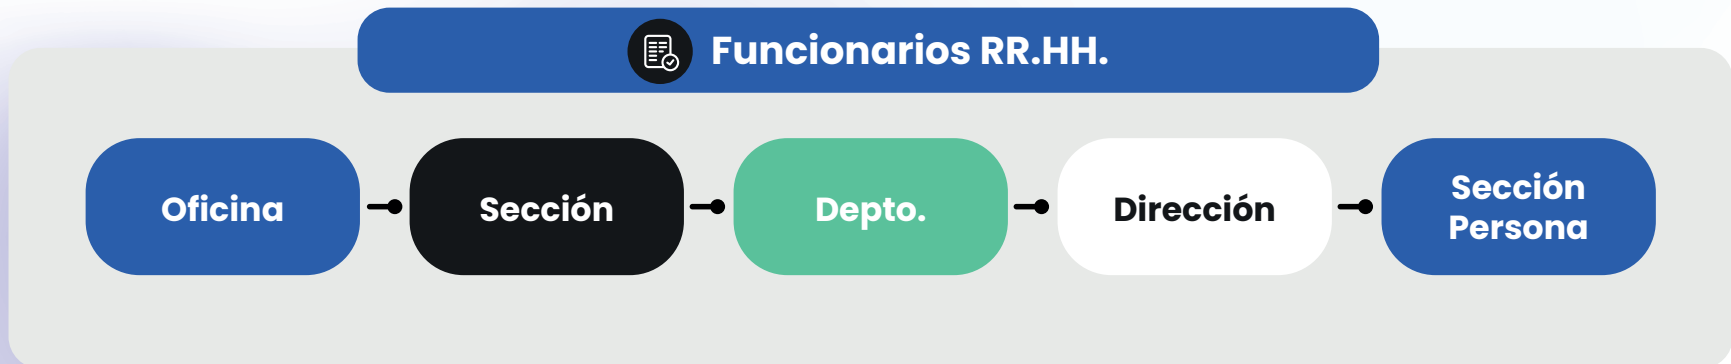 Funcionarios RR.HH.
Oficina
Sección
Depto.
Dirección
Sección
Persona